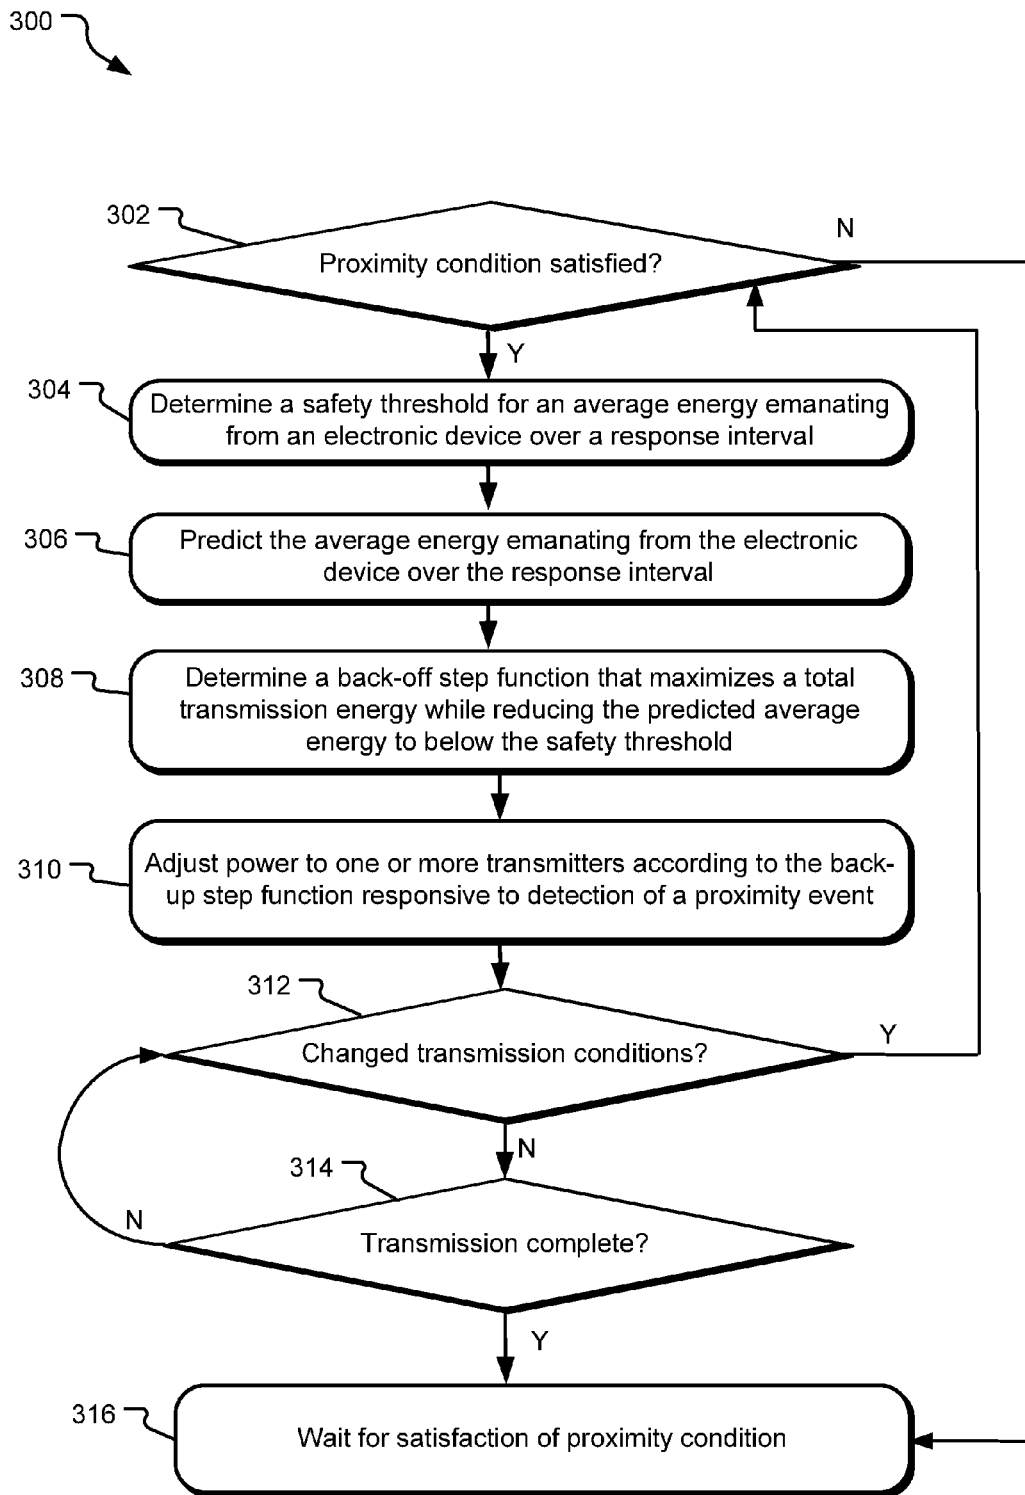 300
302
N
Proximity condition satisfied?
Y
304
Determine a safety threshold for an average energy emanating
from an electronic device over a response interval
306
Predict the average energy emanating from the electronic
device over the response interval
308
Determine a back-off step function that maximizes a total
transmission energy while reducing the predicted average
energy to below the safety threshold
310
Adjust power to one or more transmitters according to the back-
up step function responsive to detection of a proximity event
312
Y
Changed transmission conditions?
N
314
N
Transmission complete?
Y
316
Wait for satisfaction of proximity condition